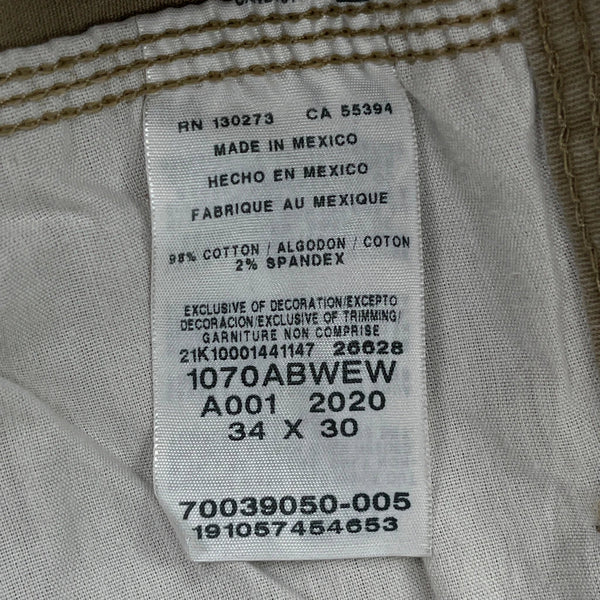 RN 130273 CA 55394
MADE IN MEXICO
HECHO EN MEXICO
FABRIQUE AU MEXIQUE
98% COTTON / ALGODON / COTON
2% SPANDEX
EXCLUSIVE OF DECORATION/EXCEPTO
DECORACION/EXCLUSIVE OF TRIMMING/
GARNITURE NON COMPRISE
21K10001441147 26628
1070ABWEW
A001 2020
34 X 30
70039050-005
191057454653